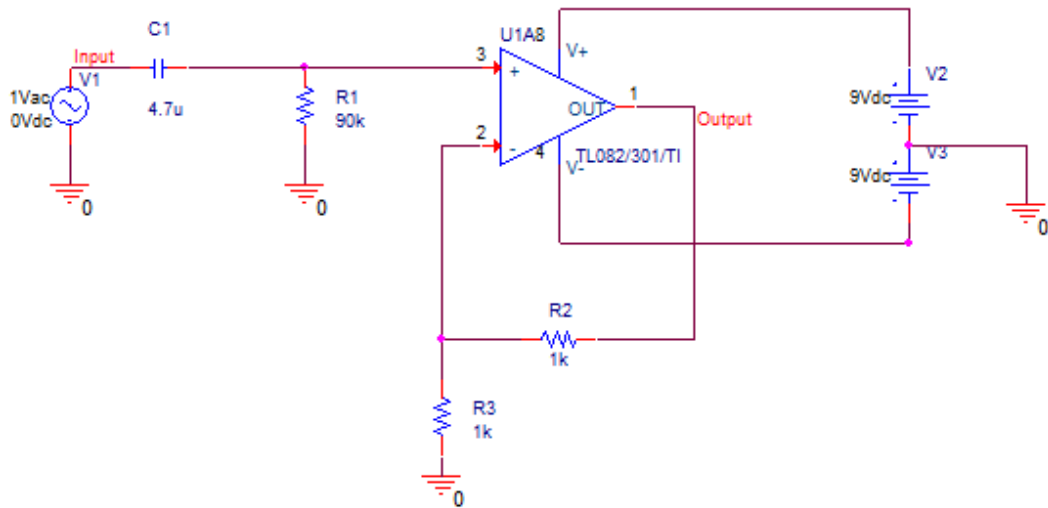 C1
Input
V1
1Vac
0Vdc
4.7u
0
R1
90k
0
U1A8
3
+
2
-
V+
OUT
1
Output
4
V-
TL082/301/TI
V2
9Vdc
V3
9Vdc
0
R2
1k
R3
1k
0